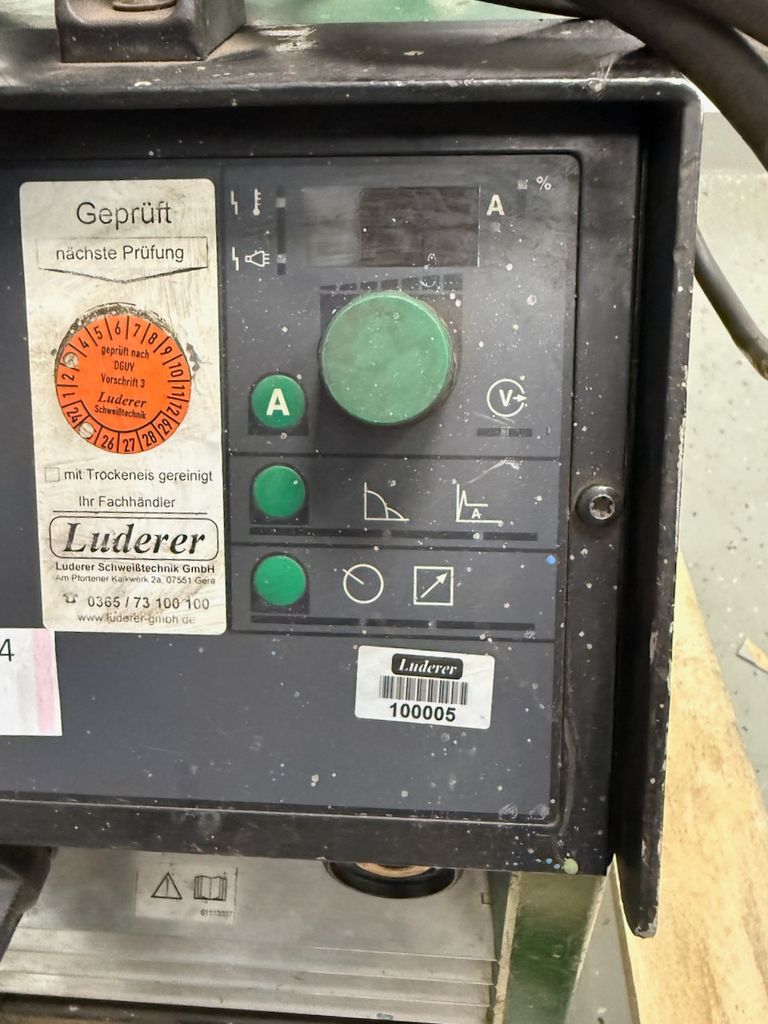 Geprüft
nächste Prüfung
1 2 4 5 6 7 8 9 10 11 12
geprüft nach
DGUV
Vorschrift 3
Luderer
Schweißtechnik
24 26 27 28 29
mit Trockeneis gereinigt
Ihr Fachhändler
Luderer
Luderer Schweißtechnik GmbH
Am Pfortener Kalkwerk 2a, 07551 Gera
0365 / 73 100 100
www.luderer-gmbh.de
4
%
A
A
V
A
Luderer
100005